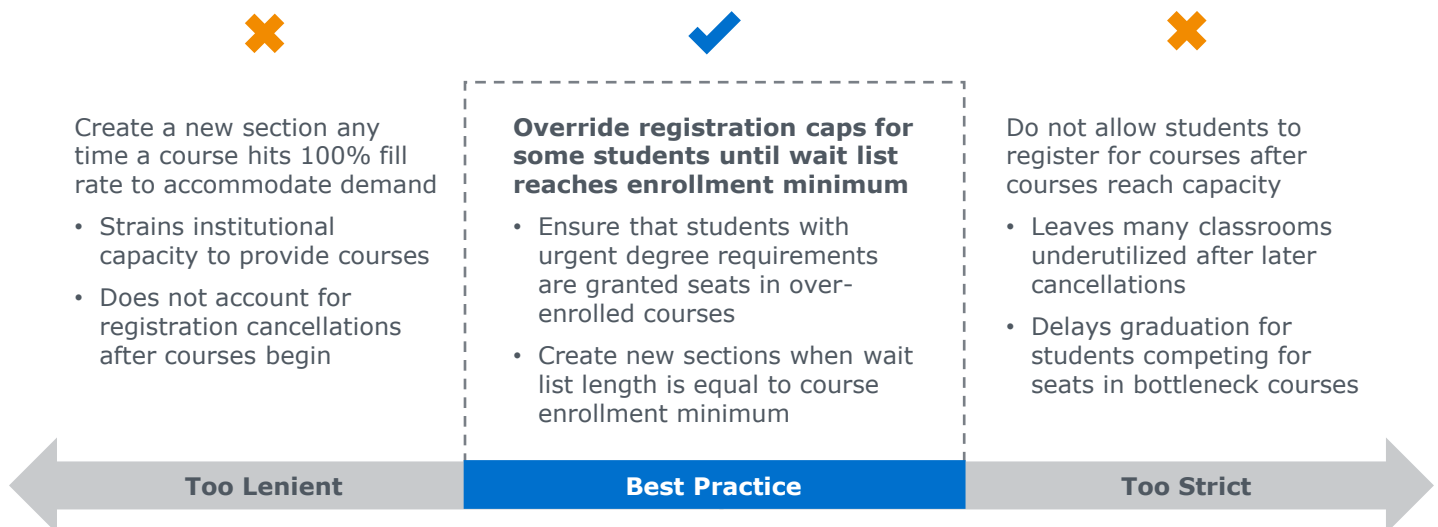 Create a new section any
time a course hits 100% fill
rate to accommodate demand
• Strains institutional
capacity to provide courses
• Does not account for
registration cancellations
after courses begin
Override registration caps for
some students until wait list
reaches enrollment minimum
• Ensure that students with
urgent degree requirements
are granted seats in over-
enrolled courses
• Create new sections when wait
list length is equal to course
enrollment minimum
Do not allow students to
register for courses after
courses reach capacity
• Leaves many classrooms
underutilized after later
cancellations
• Delays graduation for
students competing for
seats in bottleneck courses
Too Lenient
Best Practice
Too Strict